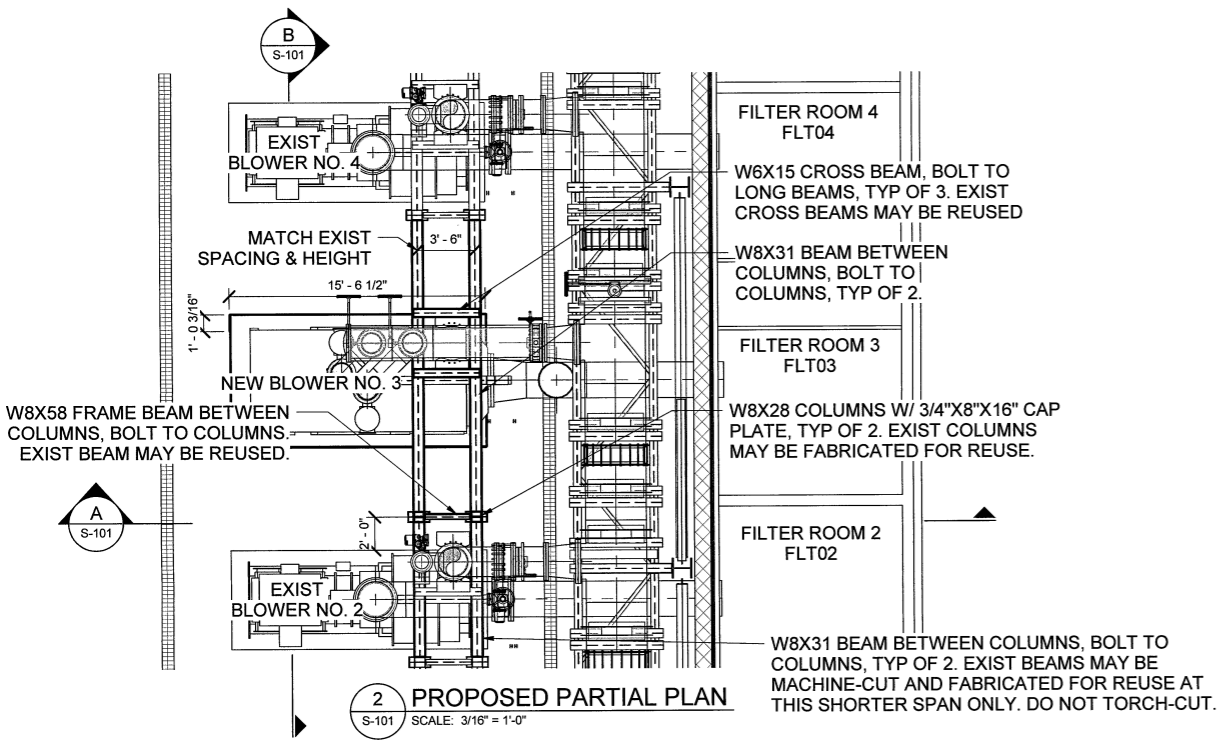 B
S-101
EXIST
BLOWER NO. 4
FILTER ROOM 4
FLT04
W6X15 CROSS BEAM, BOLT TO
LONG BEAMS, TYP OF 3. EXIST
CROSS BEAMS MAY BE REUSED
MATCH EXIST
SPACING & HEIGHT
3' - 6"
W8X31 BEAM BETWEEN
COLUMNS, BOLT TO
COLUMNS, TYP OF 2.
15' - 6 1/2"
1' - 0 3/16"
FILTER ROOM 3
FLT03
NEW BLOWER NO. 3
W8X58 FRAME BEAM BETWEEN
COLUMNS, BOLT TO COLUMNS.
EXIST BEAM MAY BE REUSED.
W8X28 COLUMNS W/ 3/4"X8"X16" CAP
PLATE, TYP OF 2. EXIST COLUMNS
MAY BE FABRICATED FOR REUSE.
A
S-101
2' - 0"
FILTER ROOM 2
FLT02
EXIST
BLOWER NO. 2
W8X31 BEAM BETWEEN COLUMNS, BOLT TO
COLUMNS, TYP OF 2. EXIST BEAMS MAY BE
MACHINE-CUT AND FABRICATED FOR REUSE AT
THIS SHORTER SPAN ONLY. DO NOT TORCH-CUT.
2
S-101
PROPOSED PARTIAL PLAN
SCALE: 3/16" = 1'-0"